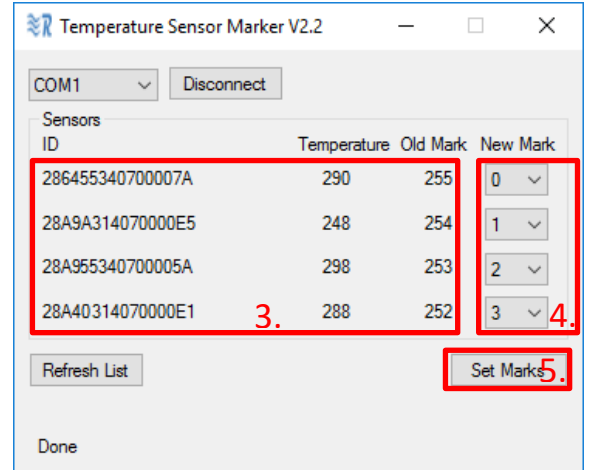 Temperature Sensor Marker V2.2
COM1 Disconnect
Sensors
ID Temperature Old Mark New Mark
286455340700007A 290 255 0
28A9A314070000E5 248 254 1
28A955340700005A 298 253 2
28A40314070000E1 288 252 3
3. 4.
Refresh List Set Marks 5.
Done